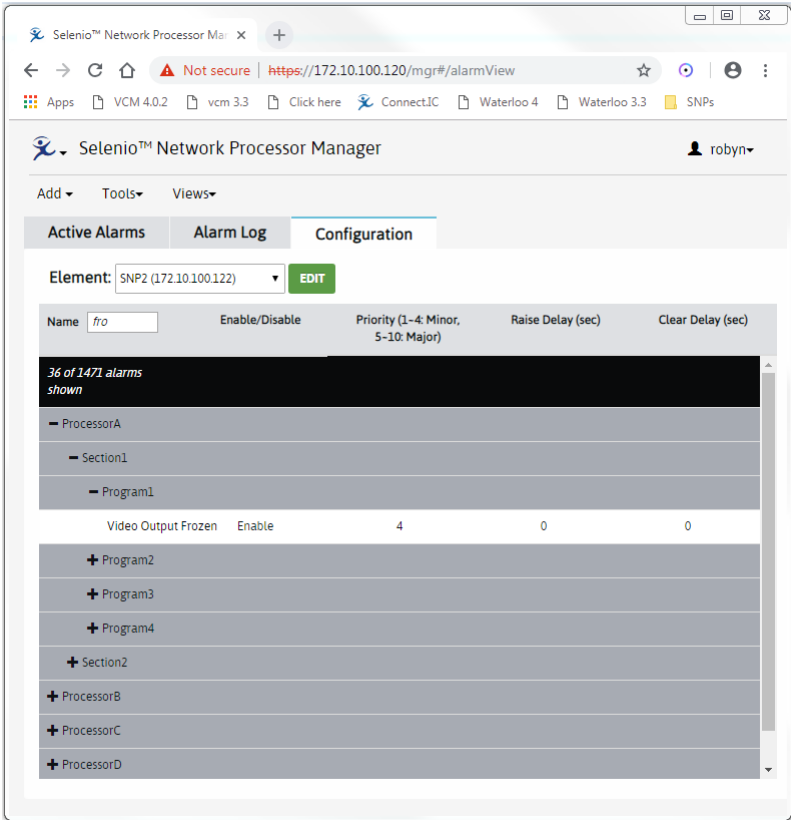 Selenio™ Network Processor Mar
Not secure | https://172.10.100.120/mgr#/alarmView
Apps VCM 4.0.2 vcm 3.3 Click here Connect.IC Waterloo 4 Waterloo 3.3 SNPs
Selenio™ Network Processor Manager robyn
Add Tools Views
Active Alarms Alarm Log Configuration
Element: SNP2 (172.10.100.122) EDIT
Name fro Enable/Disable Priority (1-4: Minor, Raise Delay (sec) Clear Delay (sec)
5-10: Major)
36 of 1471 alarms
shown
ProcessorA
Section1
Program1
Video Output Frozen Enable 4 0 0
Program2
Program3
Program4
Section2
ProcessorB
ProcessorC
ProcessorD